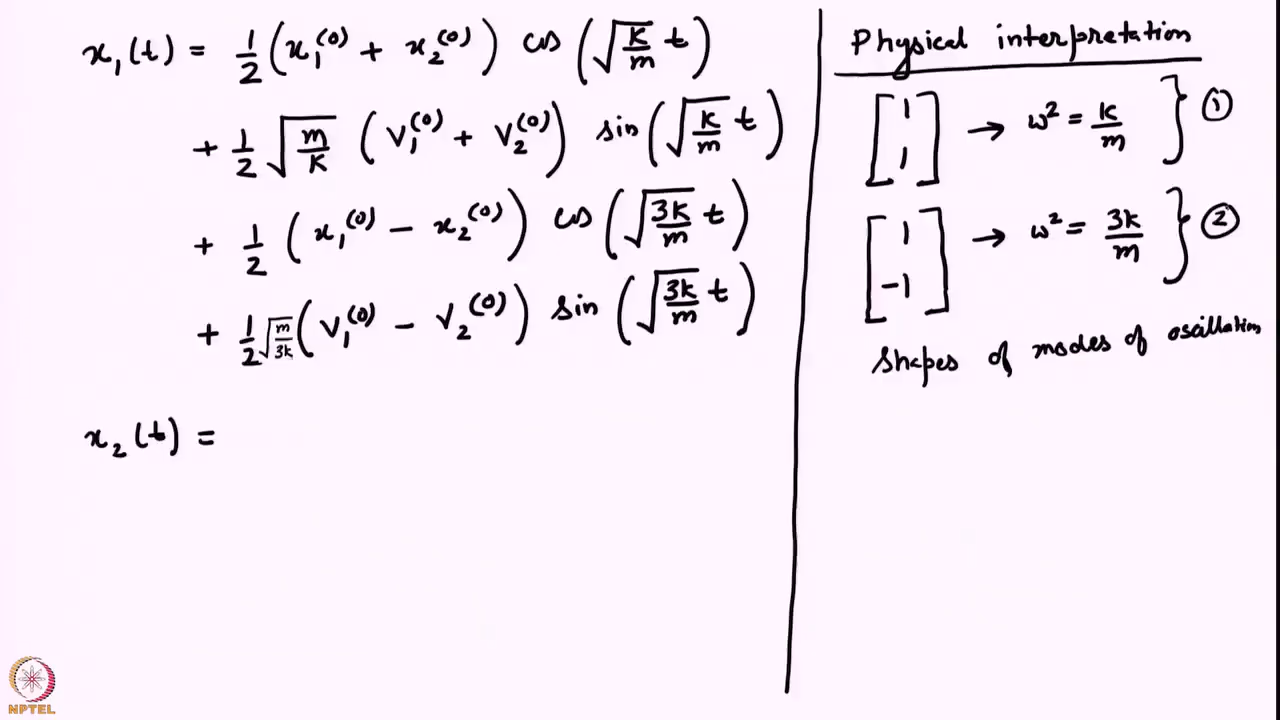 x₁(t) = 1/2 (x₁⁽⁰⁾ + x₂⁽⁰⁾) cos (√(k/m) t)
+ 1/2 √(m/k) (V₁⁽⁰⁾ + V₂⁽⁰⁾) sin (√(k/m) t)
+ 1/2 (x₁⁽⁰⁾ − x₂⁽⁰⁾) cos (√(3k/m) t)
+ 1/2 √(m/3k) (V₁⁽⁰⁾ − V₂⁽⁰⁾) sin (√(3k/m) t)
x₂(t) =
Physical interpretation
[1 1] → ω² = k/m } ①
[1 -1] → ω² = 3k/m } ②
Shapes of modes of oscillation
NPTEL